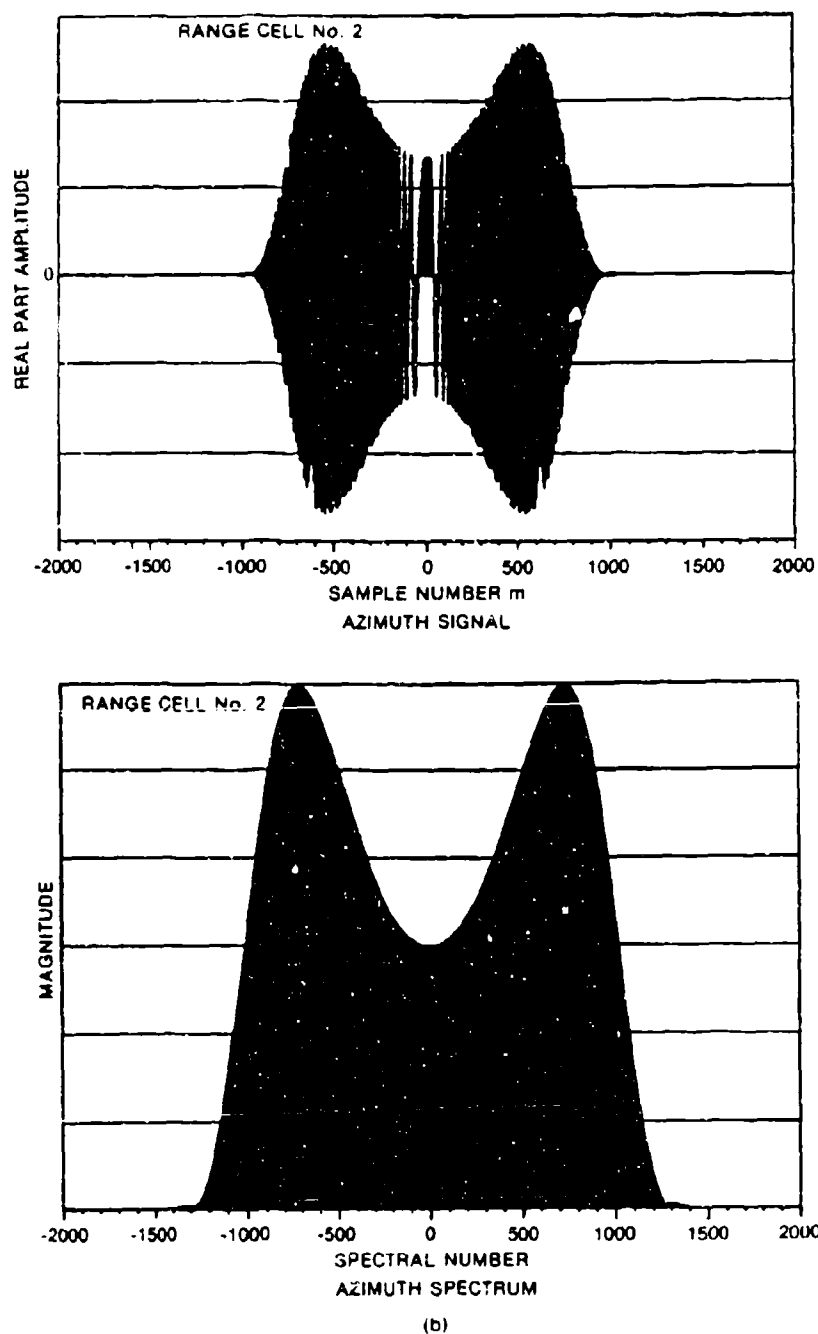 RANGE CELL No. 2
REAL PART AMPLITUDE
0
-2000 -1500 -1000 -500 0 500 1000 1500 2000
SAMPLE NUMBER m
AZIMUTH SIGNAL
RANGE CELL No. 2
MAGNITUDE
-2000 -1500 -1000 -500 0 500 1000 1500 2000
SPECTRAL NUMBER
AZIMUTH SPECTRUM
(b)